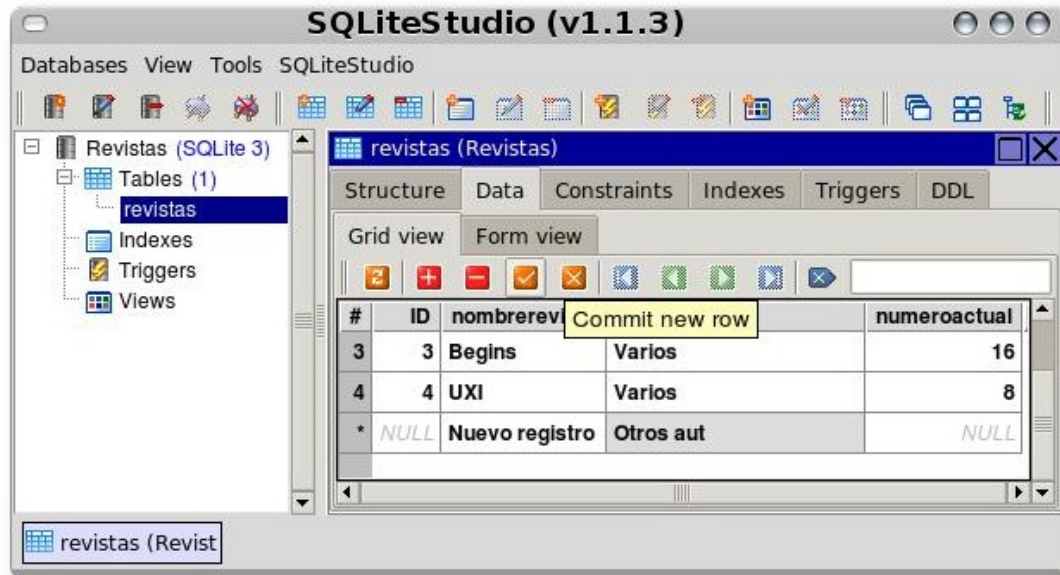 SQLiteStudio (v1.1.3)
Databases View Tools SQLiteStudio
Revistas (SQLite 3)
Tables (1)
revistas
Indexes
Triggers
Views
revistas (Revistas)
Structure Data Constraints Indexes Triggers DDL
Grid view Form view
Commit new row
# ID nombrerevi numeroactual
3 3 Begins Varios 16
4 4 UXI Varios 8
* NULL Nuevo registro Otros aut NULL
revistas (Revist